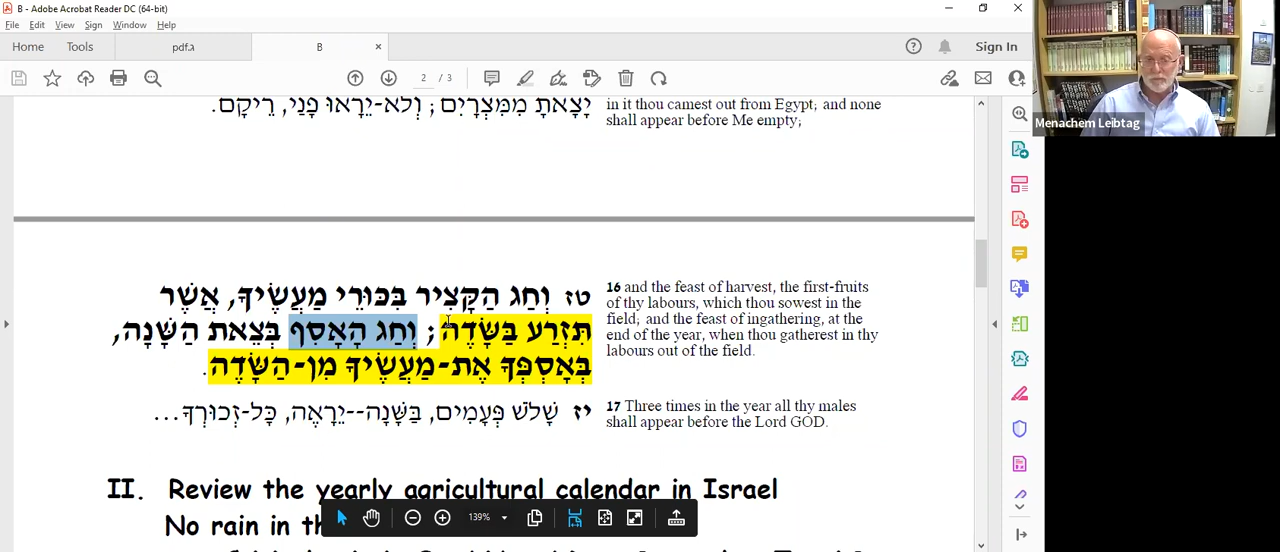 B - Adobe Acrobat Reader DC (64-bit)
File Edit View Sign Window Help
Home Tools pdf.ג B × Sign In
2 / 3
Menachem Leibtag
יָצָאתָ מִמִּצְרָיִם; וְלֹא-יֵרָאוּ פָנַי, רֵיקָם.
in it thou camest out from Egypt; and none
shall appear before Me empty;
טז וְחַג הַקָּצִיר בִּכּוּרֵי מַעֲשֶׂיךָ, אֲשֶׁר
תִּזְרַע בַּשָּׂדֶה; וְחַג הָאָסִף בְּצֵאת הַשָּׁנָה,
בְּאָסְפְּךָ אֶת-מַעֲשֶׂיךָ מִן-הַשָּׂדֶה.
16 and the feast of harvest, the first-fruits
of thy labours, which thou sowest in the
field; and the feast of ingathering, at the
end of the year, when thou gatherest in thy
labours out of the field.
יז שָׁלֹשׁ פְּעָמִים, בַּשָּׁנָה--יֵרָאֶה, כָּל-זְכוּרְךָ...
17 Three times in the year all thy males
shall appear before the Lord GOD.
II. Review the yearly agricultural calendar in Israel
No rain in th
139%